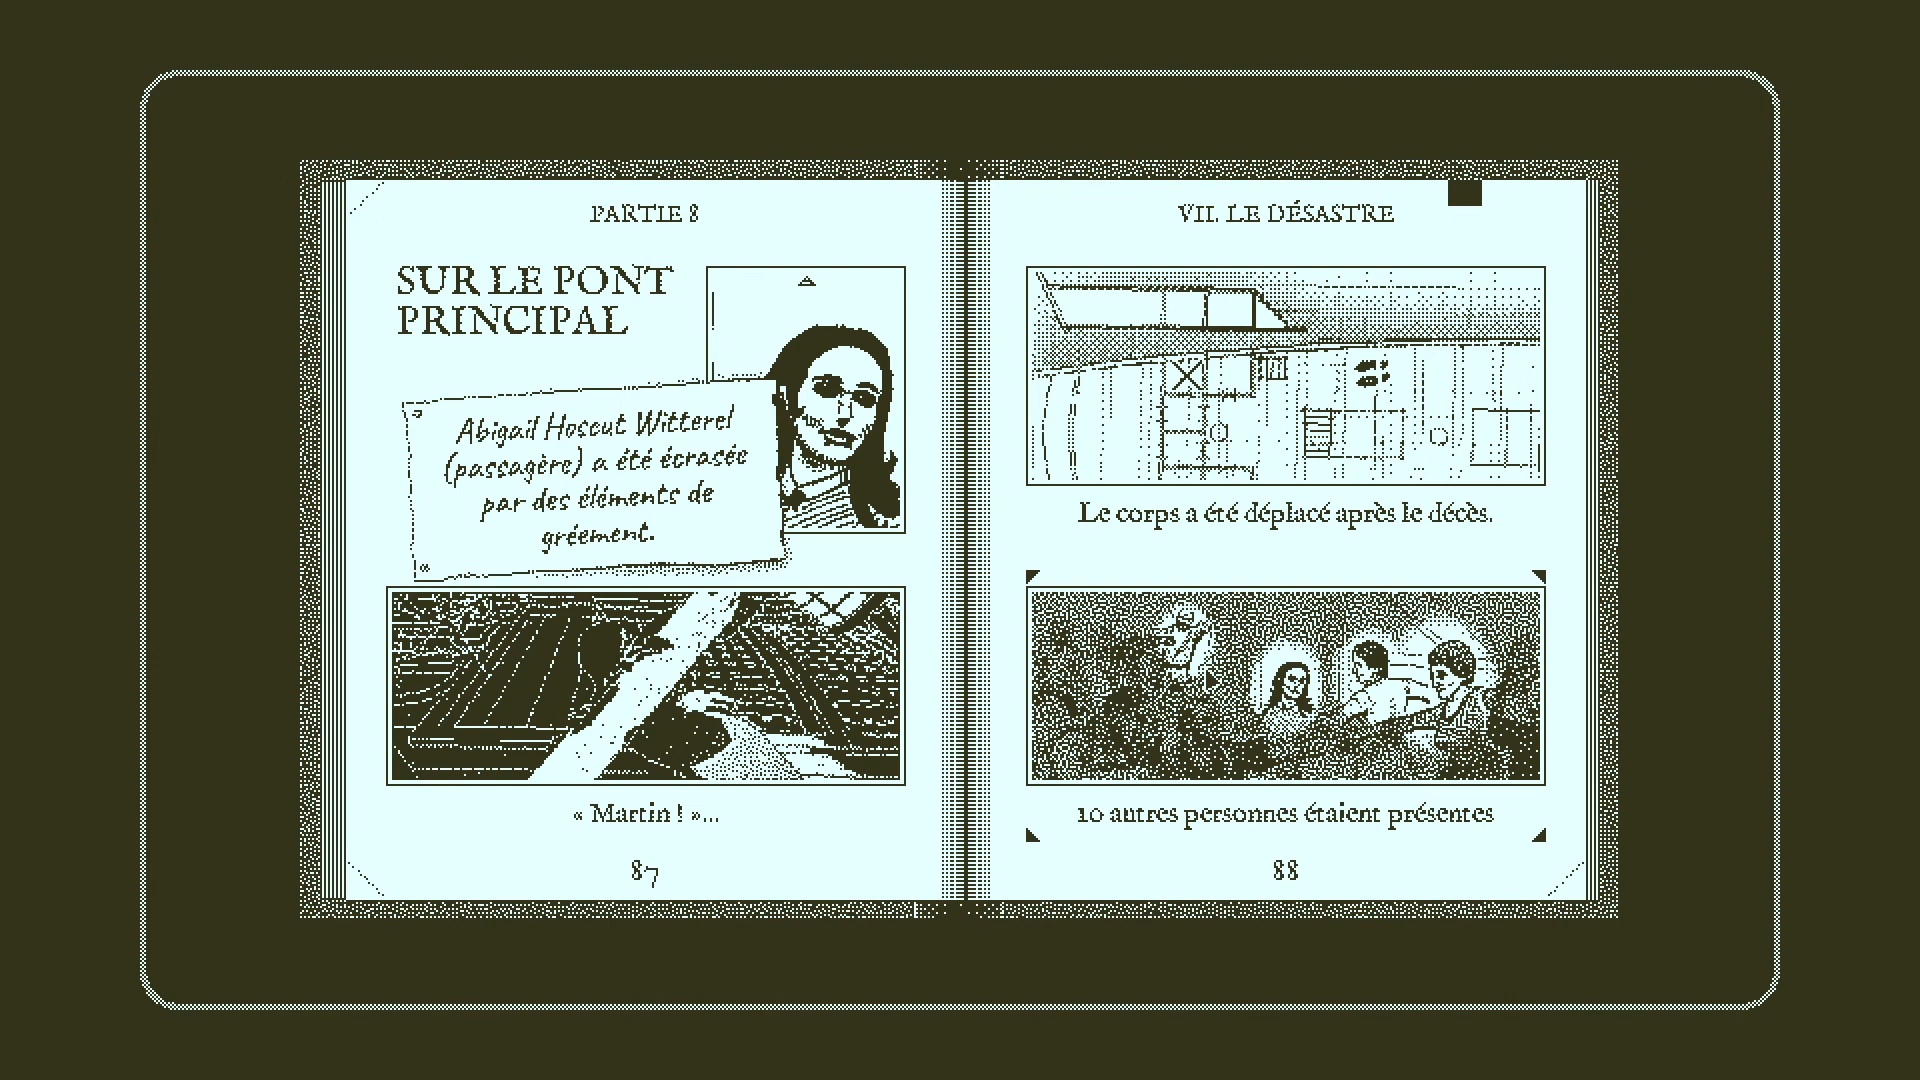 PARTIE 8
SUR LE PONT
PRINCIPAL
Abigail Hoscut Witterel
(passagère) a été écrasée
par des éléments de
gréement.
« Martin ! »...
87
VII. LE DÉSASTRE
Le corps a été déplacé après le décès.
10 autres personnes étaient présentes
88